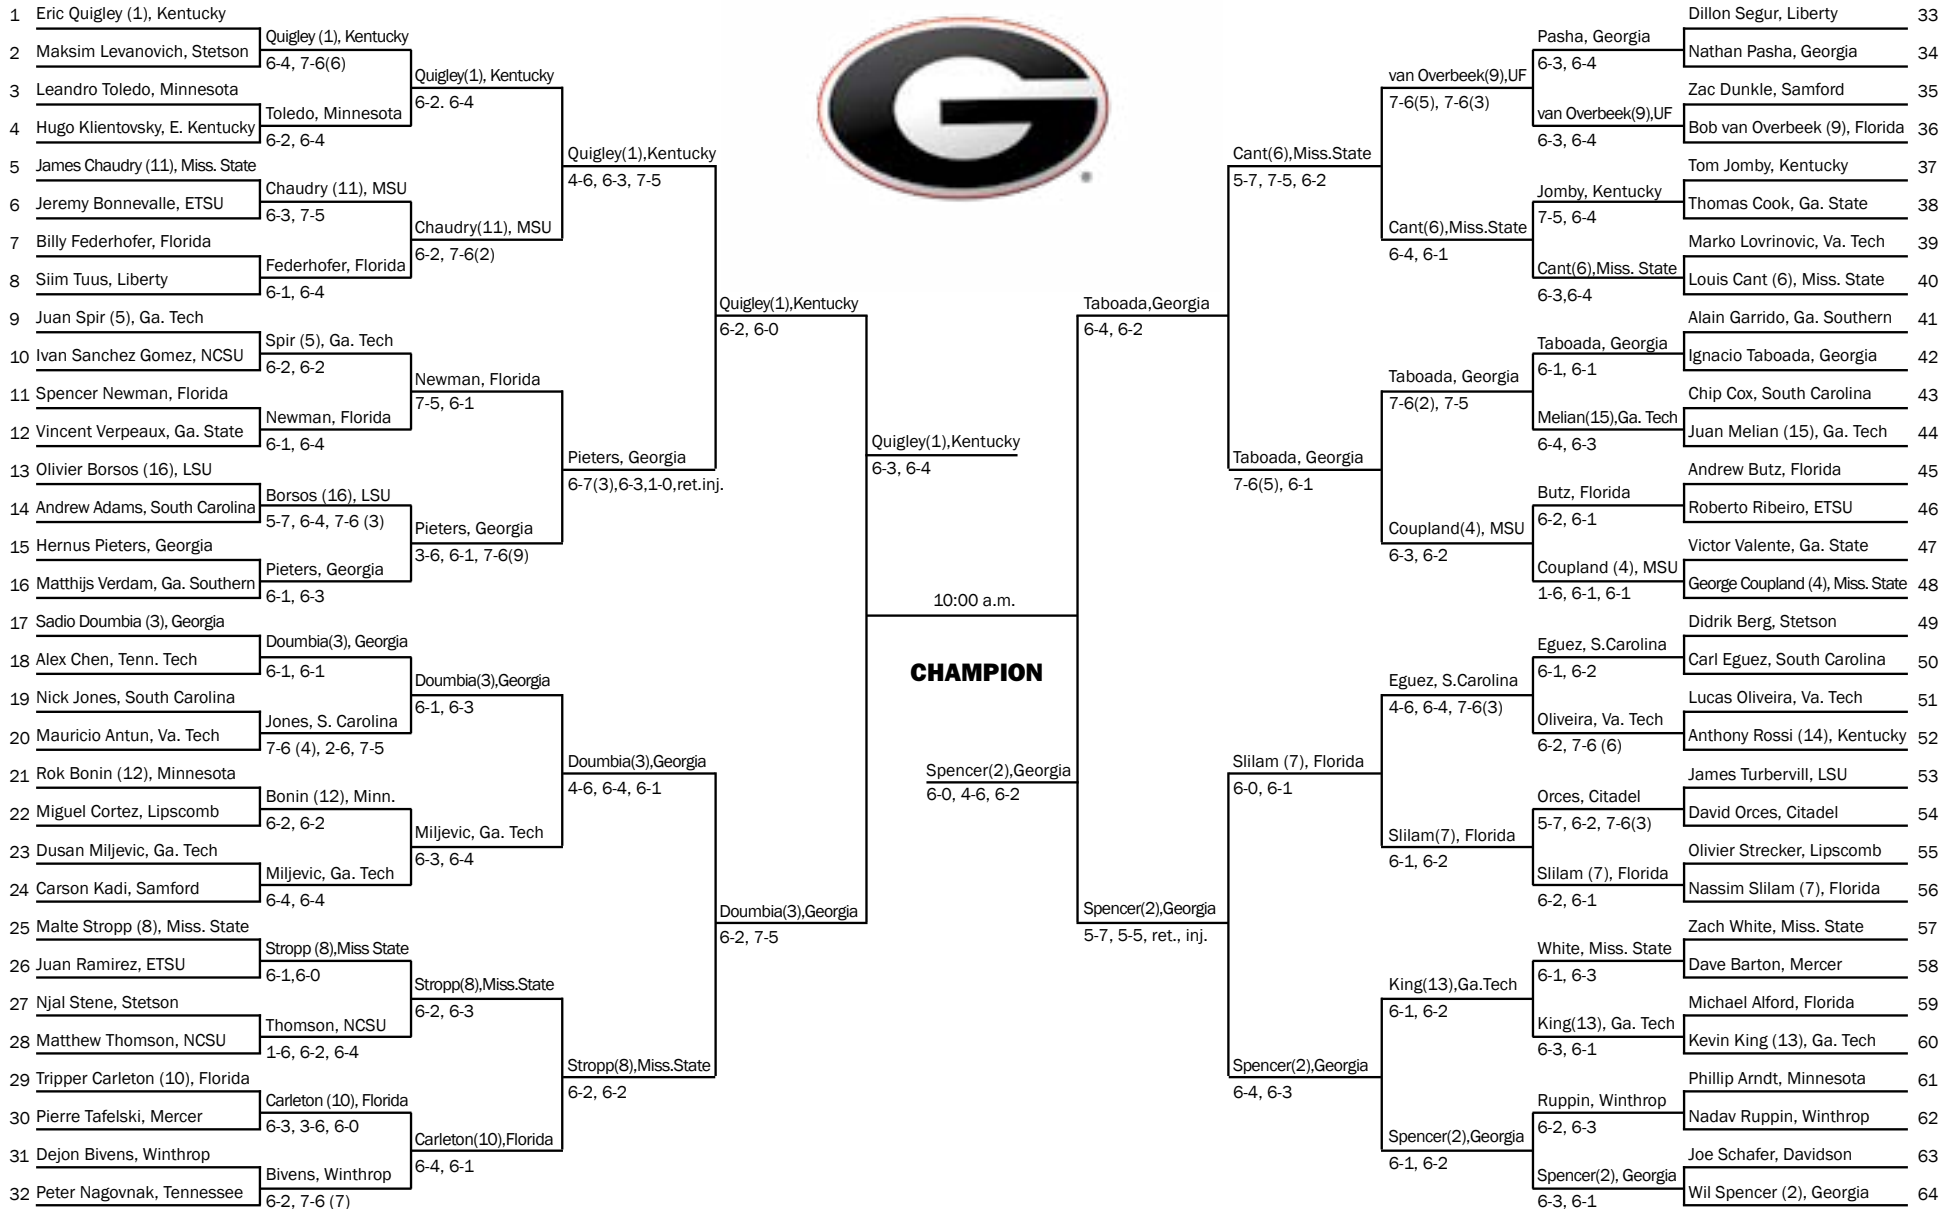 1 Eric Quigley (1), Kentucky
2 Maksim Levanovich, Stetson
3 Leandro Toledo, Minnesota
4 Hugo Klientovsky, E. Kentucky
5 James Chaudry (11), Miss. State
6 Jeremy Bonnevalle, ETSU
7 Billy Federhofer, Florida
8 Siim Tuus, Liberty
9 Juan Spir (5), Ga. Tech
10 Ivan Sanchez Gomez, NCSU
11 Spencer Newman, Florida
12 Vincent Verpeaux, Ga. State
13 Olivier Borsos (16), LSU
14 Andrew Adams, South Carolina
15 Hernus Pieters, Georgia
16 Matthijs Verdam, Ga. Southern
17 Sadio Doumbia (3), Georgia
18 Alex Chen, Tenn. Tech
19 Nick Jones, South Carolina
20 Mauricio Antun, Va. Tech
21 Rok Bonin (12), Minnesota
22 Miguel Cortez, Lipscomb
23 Dusan Miljevic, Ga. Tech
24 Carson Kadi, Samford
25 Malte Stropp (8), Miss. State
26 Juan Ramirez, ETSU
27 Njal Stene, Stetson
28 Matthew Thomson, NCSU
29 Tripper Carleton (10), Florida
30 Pierre Tafelski, Mercer
31 Dejon Bivens, Winthrop
32 Peter Nagovnak, Tennessee
Quigley (1), Kentucky
6-4, 7-6(6)
Toledo, Minnesota
6-2, 6-4
Chaudry (11), MSU
6-3, 7-5
Federhofer, Florida
6-1, 6-4
Spir (5), Ga. Tech
6-2, 6-2
Newman, Florida
6-1, 6-4
Borsos (16), LSU
5-7, 6-4, 7-6 (3)
Pieters, Georgia
6-1, 6-3
Doumbia(3), Georgia
6-1, 6-1
Jones, S. Carolina
7-6 (4), 2-6, 7-5
Bonin (12), Minn.
6-2, 6-2
Miljevic, Ga. Tech
6-4, 6-4
Stropp (8),Miss State
6-1,6-0
Thomson, NCSU
1-6, 6-2, 6-4
Carleton (10), Florida
6-3, 3-6, 6-0
Bivens, Winthrop
6-2, 7-6 (7)
Quigley(1), Kentucky
6-2. 6-4
Chaudry(11), MSU
6-2, 7-6(2)
Newman, Florida
7-5, 6-1
Pieters, Georgia
3-6, 6-1, 7-6(9)
Doumbia(3),Georgia
6-1, 6-3
Miljevic, Ga. Tech
6-3, 6-4
Stropp(8),Miss.State
6-2, 6-3
Carleton(10),Florida
6-4, 6-1
Quigley(1),Kentucky
4-6, 6-3, 7-5
Pieters, Georgia
6-7(3),6-3,1-0,ret.inj.
Doumbia(3),Georgia
4-6, 6-4, 6-1
Stropp(8),Miss.State
6-2, 6-2
Quigley(1),Kentucky
6-2, 6-0
Doumbia(3),Georgia
6-2, 7-5
Quigley(1),Kentucky
6-3, 6-4
G
10:00 a.m.
CHAMPION
Spencer(2),Georgia
6-0, 4-6, 6-2
Taboada,Georgia
6-4, 6-2
Spencer(2),Georgia
5-7, 5-5, ret., inj.
Cant(6),Miss.State
5-7, 7-5, 6-2
Taboada, Georgia
7-6(5), 6-1
Slilam (7), Florida
6-0, 6-1
Spencer(2),Georgia
6-4, 6-3
van Overbeek(9),UF
7-6(5), 7-6(3)
Cant(6),Miss.State
6-4, 6-1
Taboada, Georgia
7-6(2), 7-5
Coupland(4), MSU
6-3, 6-2
Eguez, S.Carolina
4-6, 6-4, 7-6(3)
Slilam(7), Florida
6-1, 6-2
King(13),Ga.Tech
6-1, 6-2
Spencer(2),Georgia
6-1, 6-2
Pasha, Georgia
6-3, 6-4
van Overbeek(9),UF
6-3, 6-4
Jomby, Kentucky
7-5, 6-4
Cant(6),Miss. State
6-3,6-4
Taboada, Georgia
6-1, 6-1
Melian(15),Ga. Tech
6-4, 6-3
Butz, Florida
6-2, 6-1
Coupland (4), MSU
1-6, 6-1, 6-1
Eguez, S.Carolina
6-1, 6-2
Oliveira, Va. Tech
6-2, 7-6 (6)
Orces, Citadel
5-7, 6-2, 7-6(3)
Slilam (7), Florida
6-2, 6-1
White, Miss. State
6-1, 6-3
King(13), Ga. Tech
6-3, 6-1
Ruppin, Winthrop
6-2, 6-3
Spencer(2), Georgia
6-3, 6-1
Dillon Segur, Liberty 33
Nathan Pasha, Georgia 34
Zac Dunkle, Samford 35
Bob van Overbeek (9), Florida 36
Tom Jomby, Kentucky 37
Thomas Cook, Ga. State 38
Marko Lovrinovic, Va. Tech 39
Louis Cant (6), Miss. State 40
Alain Garrido, Ga. Southern 41
Ignacio Taboada, Georgia 42
Chip Cox, South Carolina 43
Juan Melian (15), Ga. Tech 44
Andrew Butz, Florida 45
Roberto Ribeiro, ETSU 46
Victor Valente, Ga. State 47
George Coupland (4), Miss. State 48
Didrik Berg, Stetson 49
Carl Eguez, South Carolina 50
Lucas Oliveira, Va. Tech 51
Anthony Rossi (14), Kentucky 52
James Turbervill, LSU 53
David Orces, Citadel 54
Olivier Strecker, Lipscomb 55
Nassim Slilam (7), Florida 56
Zach White, Miss. State 57
Dave Barton, Mercer 58
Michael Alford, Florida 59
Kevin King (13), Ga. Tech 60
Phillip Arndt, Minnesota 61
Nadav Ruppin, Winthrop 62
Joe Schafer, Davidson 63
Wil Spencer (2), Georgia 64